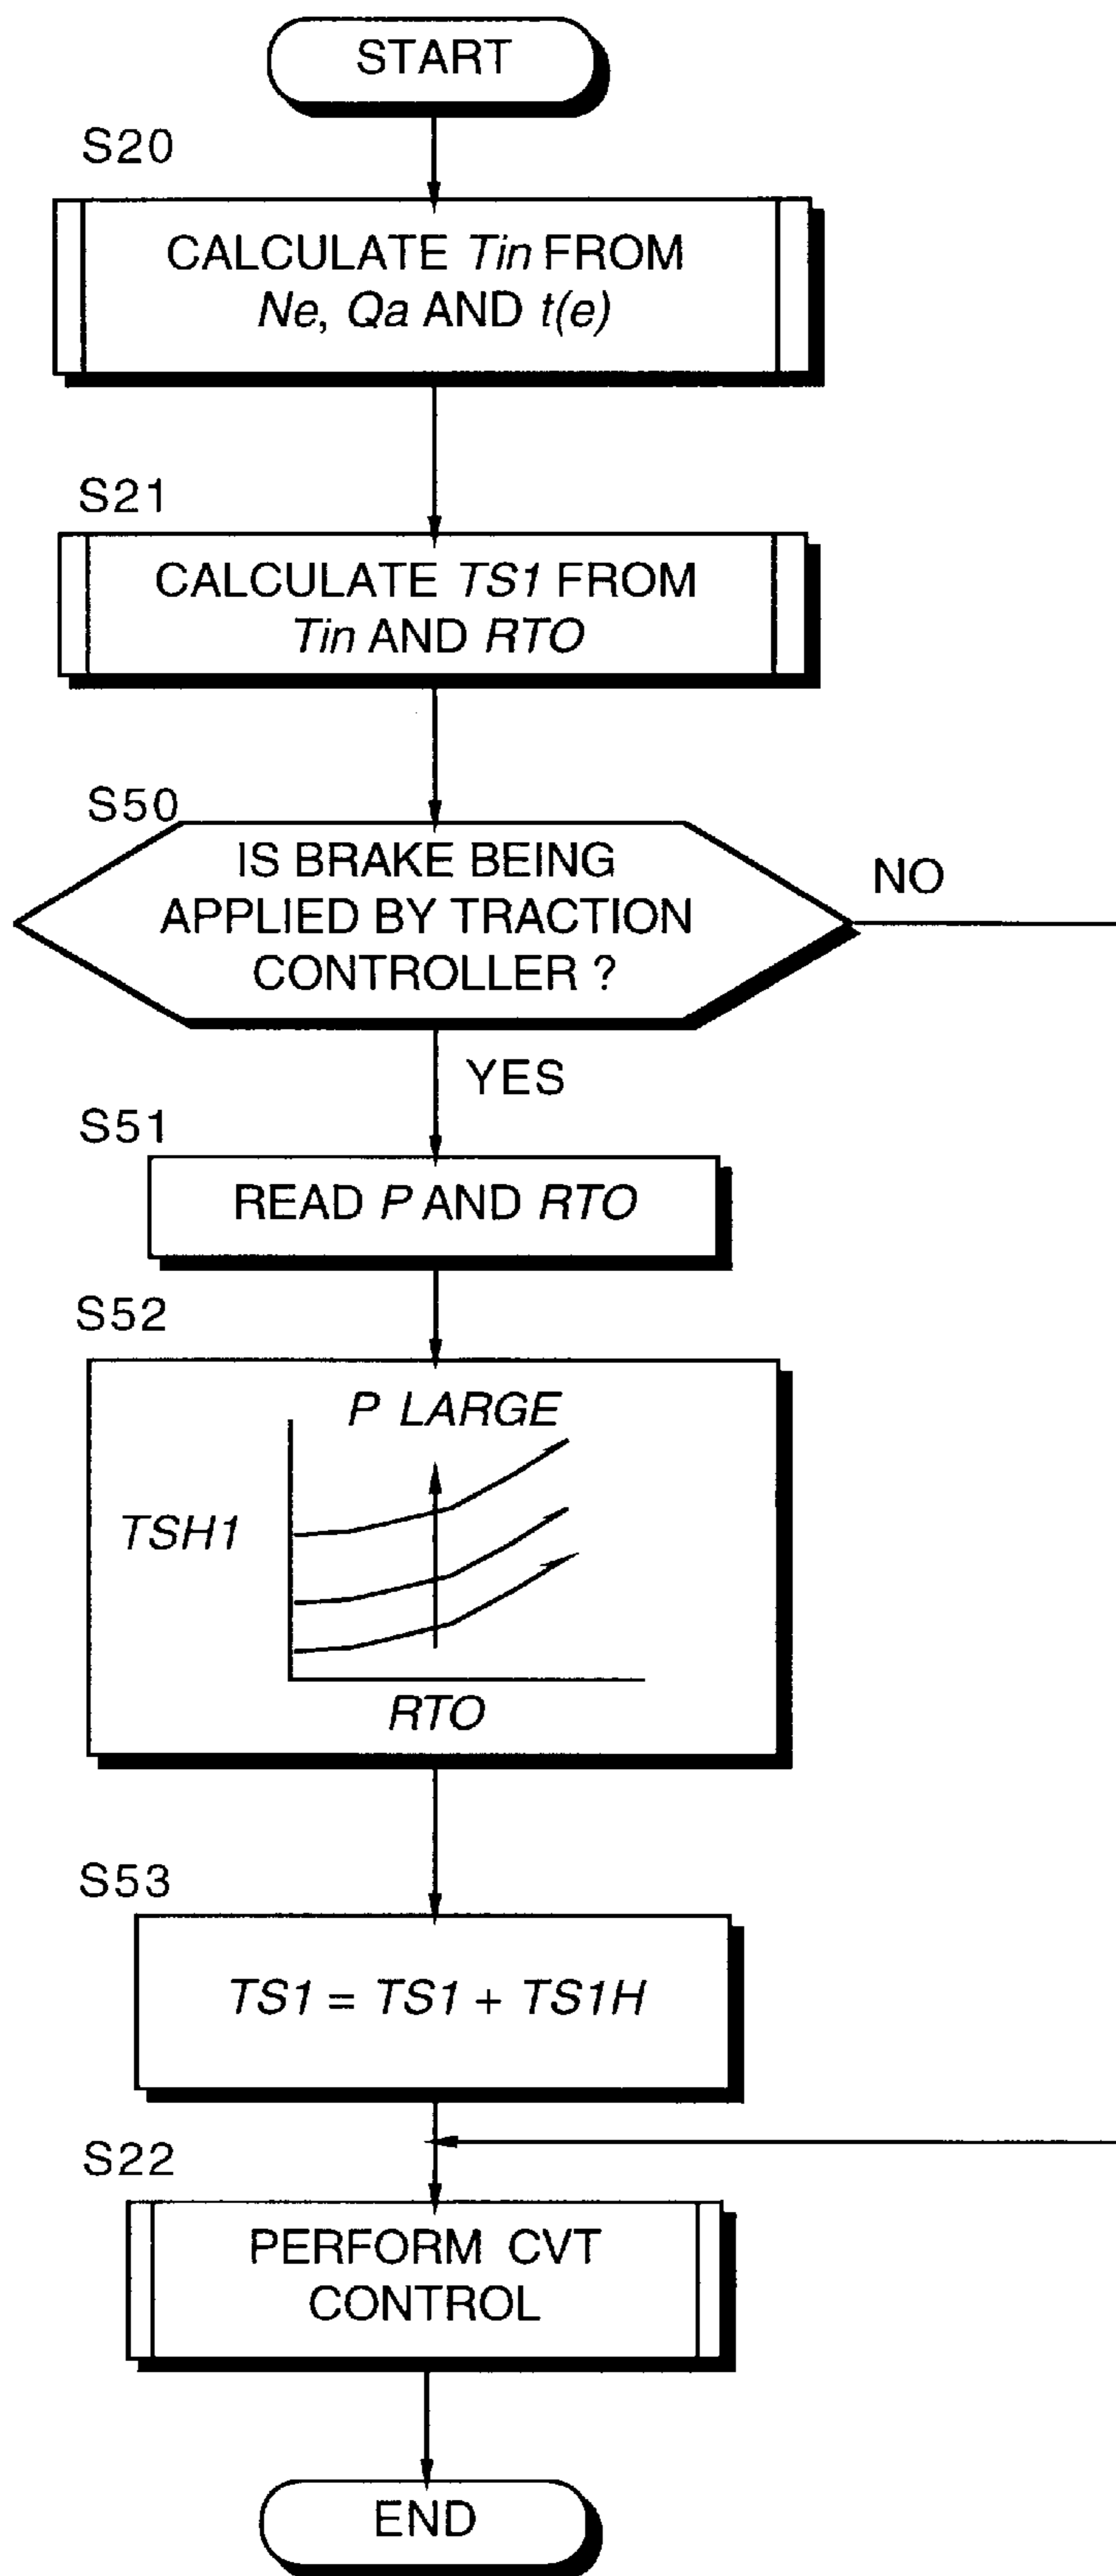 START
S20
CALCULATE Tin FROM
Ne, Qa AND t(e)
S21
CALCULATE TS1 FROM
Tin AND RTO
S50
IS BRAKE BEING
APPLIED BY TRACTION
CONTROLLER ?
NO
YES
S51
READ P AND RTO
S52
P LARGE
TSH1
RTO
S53
TS1 = TS1 + TS1H
S22
PERFORM CVT
CONTROL
END